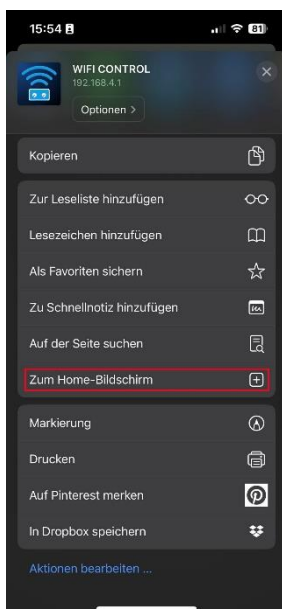 15:54
81
WIFI CONTROL
192.168.4.1
Optionen >
Kopieren
Zur Leseliste hinzufügen
Lesezeichen hinzufügen
Als Favoriten sichern
Zu Schnellnotiz hinzufügen
Auf der Seite suchen
Zum Home-Bildschirm
Markierung
Drucken
Auf Pinterest merken
In Dropbox speichern
Aktionen bearbeiten ...